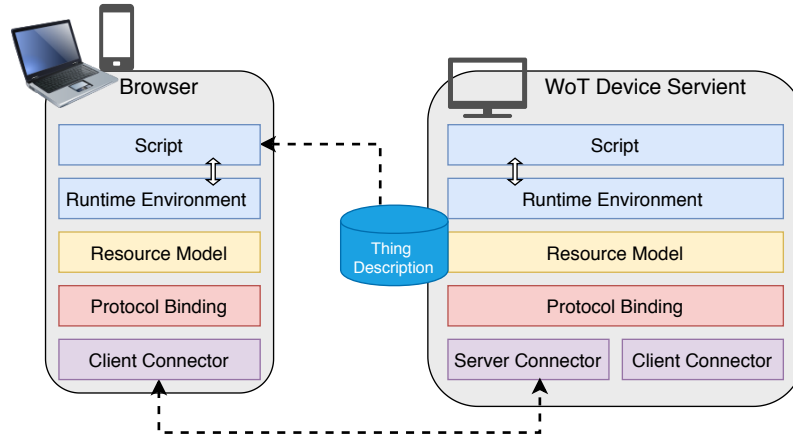 Browser
Script
Runtime Environment
Resource Model
Protocol Binding
Client Connector
Thing
Description
WoT Device Servient
Script
Runtime Environment
Resource Model
Protocol Binding
Server Connector
Client Connector